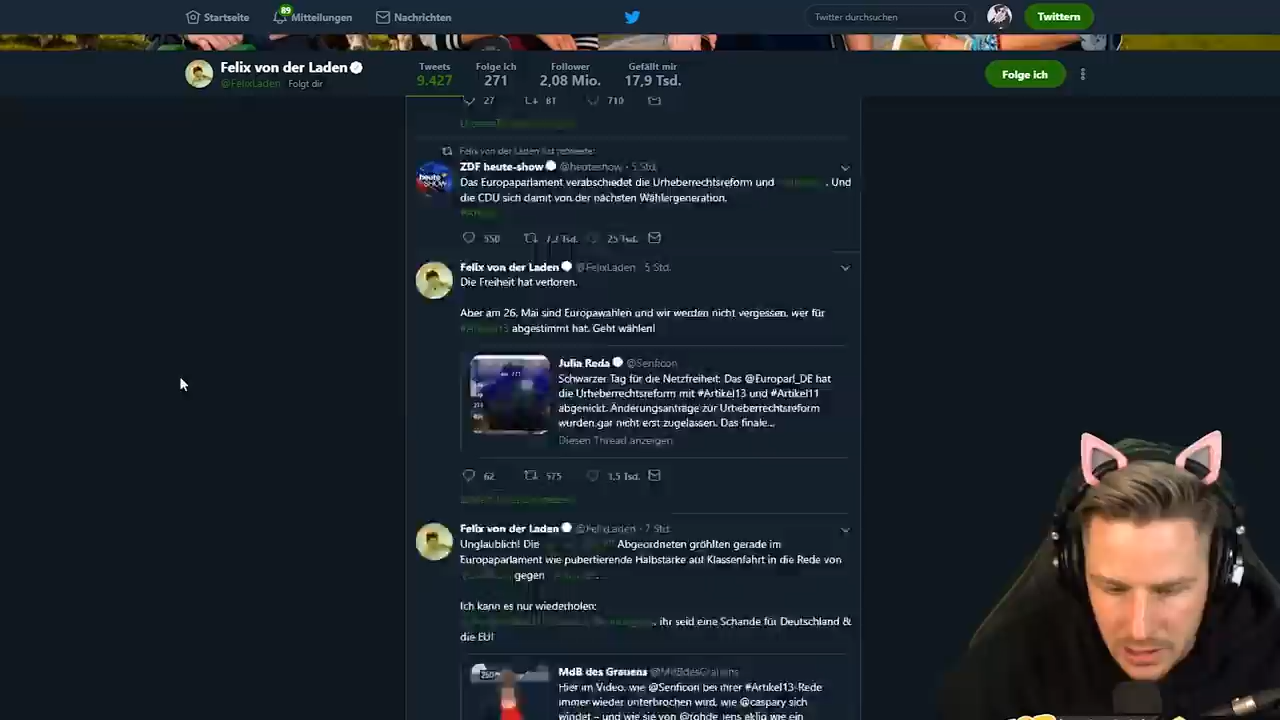 Startseite
89
Mitteilungen
Nachrichten
Twitter durchsuchen
Twittern
Felix von der Laden
@FelixLaden Folgt dir
Tweets
9.427
Folge ich
271
Follower
2,08 Mio.
Gefällt mir
17,9 Tsd.
Folge ich
27 81 710
Felix von der Laden hat retweetet
ZDF heute-show @heuteshow · 5 Std.
Das Europaparlament verabschiedet die Urheberrechtsreform und . Und
die CDU sich damit von der nächsten Wählergeneration.
550 7,2 Tsd. 25 Tsd.
Felix von der Laden @FelixLaden · 5 Std.
Die Freiheit hat verloren.
Aber am 26. Mai sind Europawahlen und wir werden nicht vergessen, wer für
#Artikel13 abgestimmt hat. Geht wählen!
Julia Reda @Senficon
Schwarzer Tag für die Netzfreiheit: Das @Europarl_DE hat
die Urheberrechtsreform mit #Artikel13 und #Artikel11
abgenickt. Änderungsanträge zur Urheberrechtsreform
wurden gar nicht erst zugelassen. Das finale...
Diesen Thread anzeigen
62 575 3,5 Tsd.
Felix von der Laden @FelixLaden · 7 Std.
Unglaublich! Die Abgeordneten gröhlten gerade im
Europaparlament wie pubertierende Halbstarke auf Klassenfahrt in die Rede von
gegen
Ich kann es nur wiederholen:
, ihr seid eine Schande für Deutschland &
die EU!
MdB des Grauens @MdBdesGrauens
Hier im Video, wie @Senficon bei ihrer #Artikel13-Rede
immer wieder unterbrochen wird, wie @caspary sich
windet – und wie sie von @rohde_jens eklig wie ein